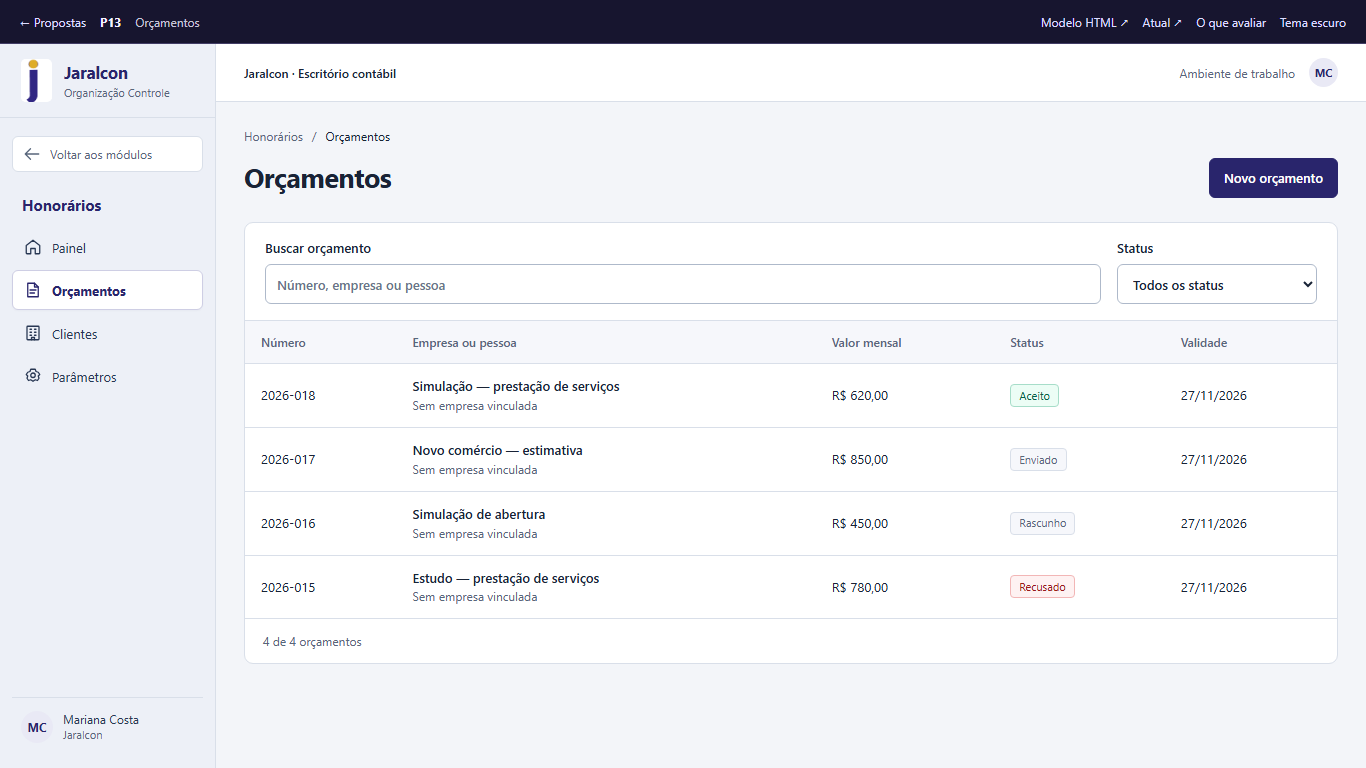 ← Propostas P13 Orçamentos Modelo HTML ↗ Atual ↗ O que avaliar Tema escuro
Jaralcon
Organização Controle
Jaralcon · Escritório contábil
Ambiente de trabalho MC
Voltar aos módulos
Honorários
Painel
Orçamentos
Clientes
Parâmetros
Mariana Costa
Jaralcon
MC
Honorários / Orçamentos
Orçamentos
Novo orçamento
Buscar orçamento
Número, empresa ou pessoa
Status
Todos os status
Número Empresa ou pessoa Valor mensal Status Validade
2026-018 Simulação — prestação de serviços R$ 620,00 Aceito 27/11/2026
Sem empresa vinculada
2026-017 Novo comércio — estimativa R$ 850,00 Enviado 27/11/2026
Sem empresa vinculada
2026-016 Simulação de abertura R$ 450,00 Rascunho 27/11/2026
Sem empresa vinculada
2026-015 Estudo — prestação de serviços R$ 780,00 Recusado 27/11/2026
Sem empresa vinculada
4 de 4 orçamentos